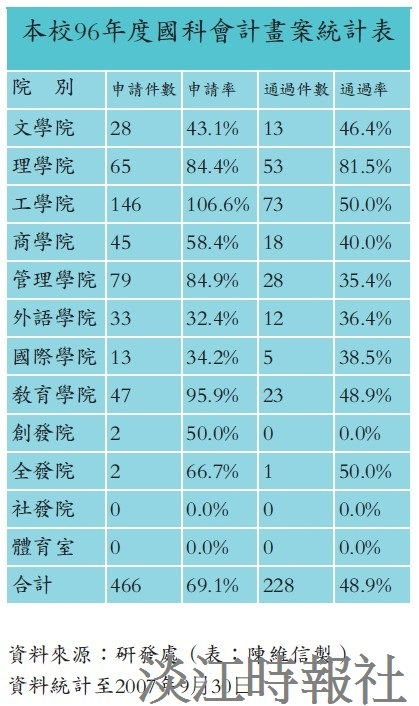 本校96年度國科會計畫案統計表
院 別 申請件數 申請率 通過件數 通過率
文學院 28 43.1% 13 46.4%
理學院 65 84.4% 53 81.5%
工學院 146 106.6% 73 50.0%
商學院 45 58.4% 18 40.0%
管理學院 79 84.9% 28 35.4%
外語學院 33 32.4% 12 36.4%
國際學院 13 34.2% 5 38.5%
教育學院 47 95.9% 23 48.9%
創發院 2 50.0% 0 0.0%
全發院 2 66.7% 1 50.0%
社發院 0 0.0% 0 0.0%
體育室 0 0.0% 0 0.0%
合計 466 69.1% 228 48.9%
資料來源：研發處（表：陳維信製）
資料統計至2007年9月30日
淡江時報社